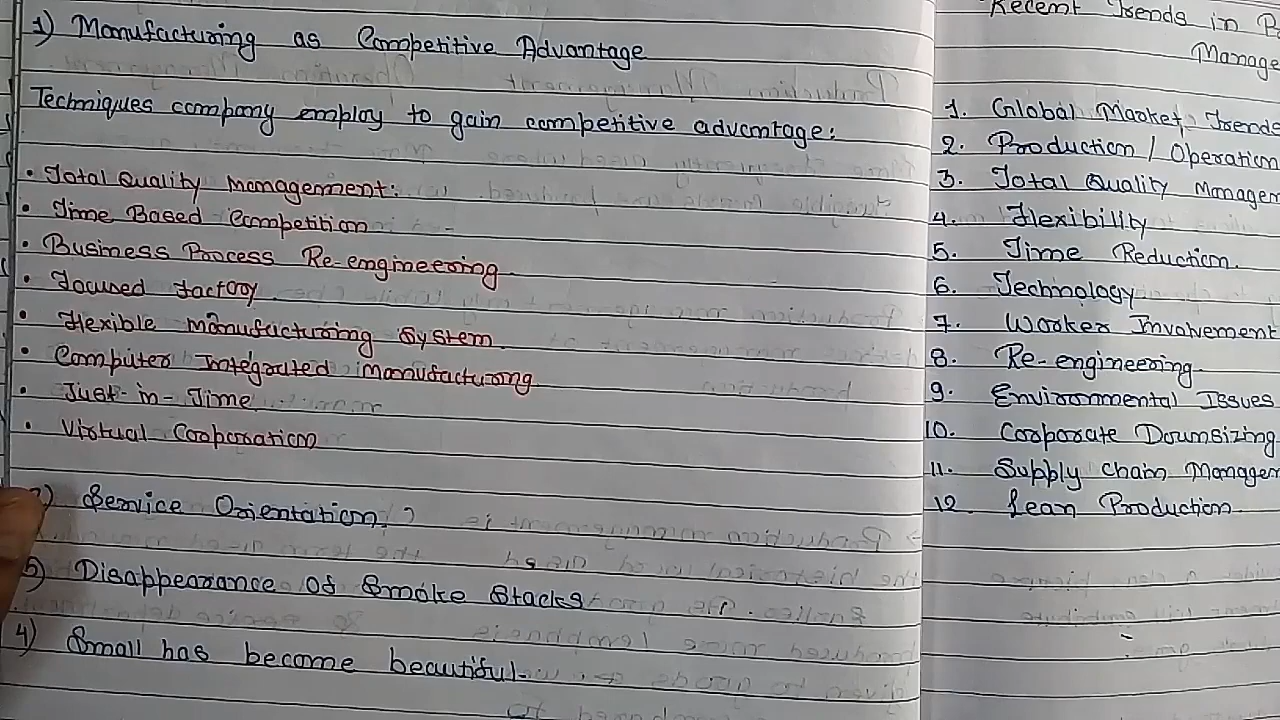 1) Manufacturing as Competitive Advantage
Techniques company employ to gain competitive advantage:
• Total Quality Management:
• Time Based Competition
• Business Process Re-engineering
• Focused factory
• Flexible manufacturing System
• Computer Integrated Manufacturing
• Just-in-Time
• Virtual Corporation
2) Service Orientation.
3) Disappearance of Smoke Stacks
4) Small has become beautiful.
Recent Trends in P
Manage
1. Global Market Trends
2. Production / Operation
3. Total Quality Manager
4. Flexibility
5. Time Reduction.
6. Technology
7. Worker Involvement
8. Re-engineering
9. Environmental Issues
10. Corporate Downsizing
11. Supply Chain Manager
12. Lean Production